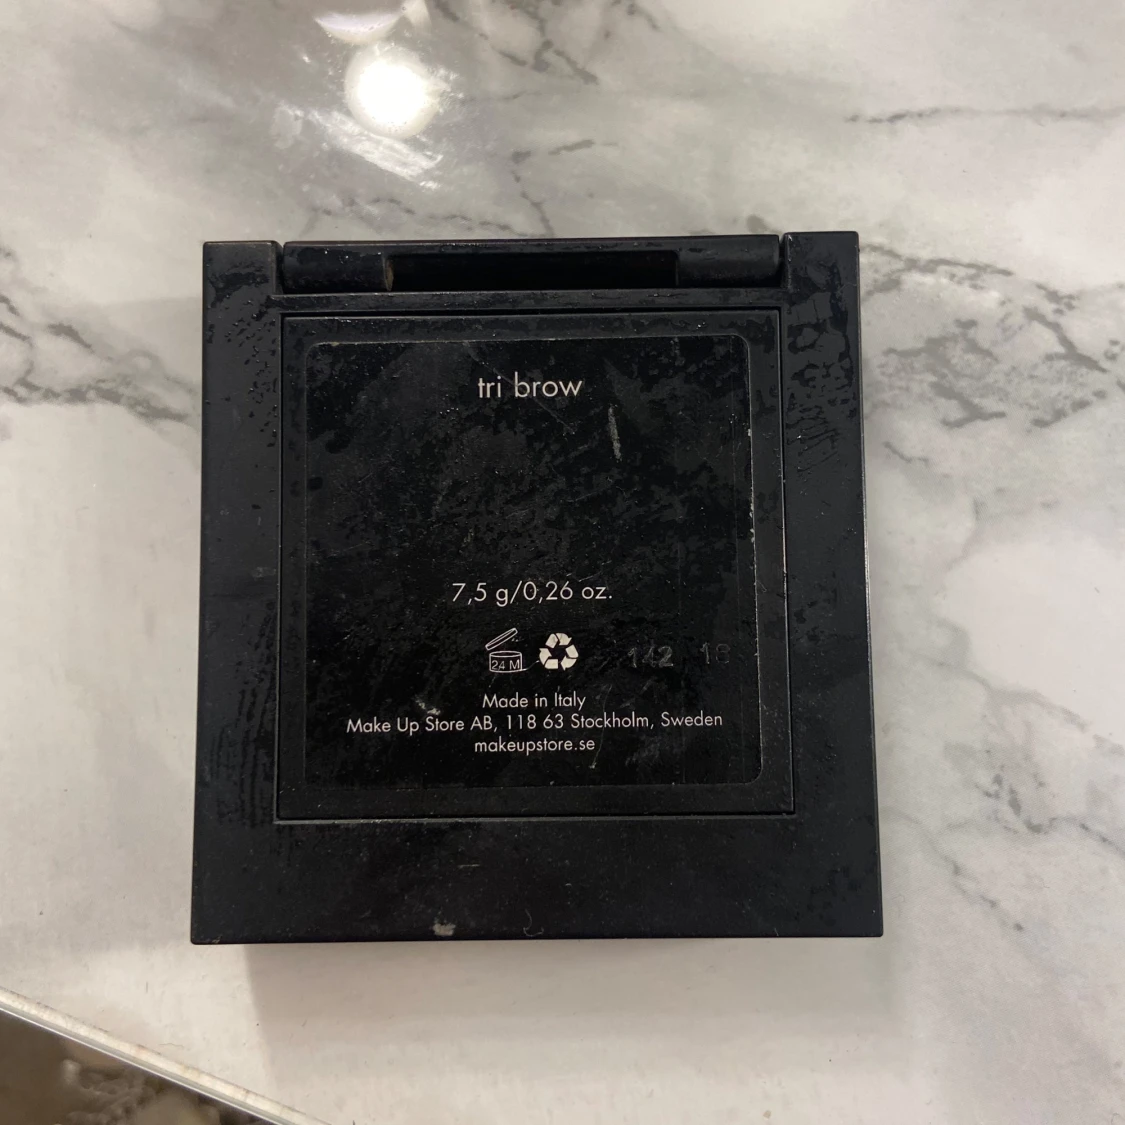 tri brow
7,5 g/0,26 oz.
24 M
142 18
Made in Italy
Make Up Store AB, 118 63 Stockholm, Sweden
makeupstore.se